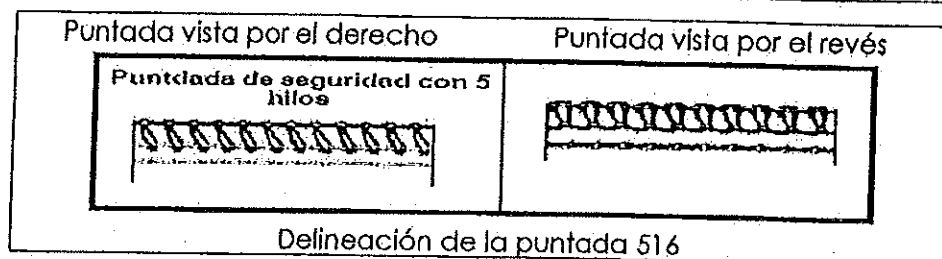 Puntada vista por el derecho
Puntada vista por el revés
Puntdada de seguridad con 5
hilos
Delineación de la puntada 516